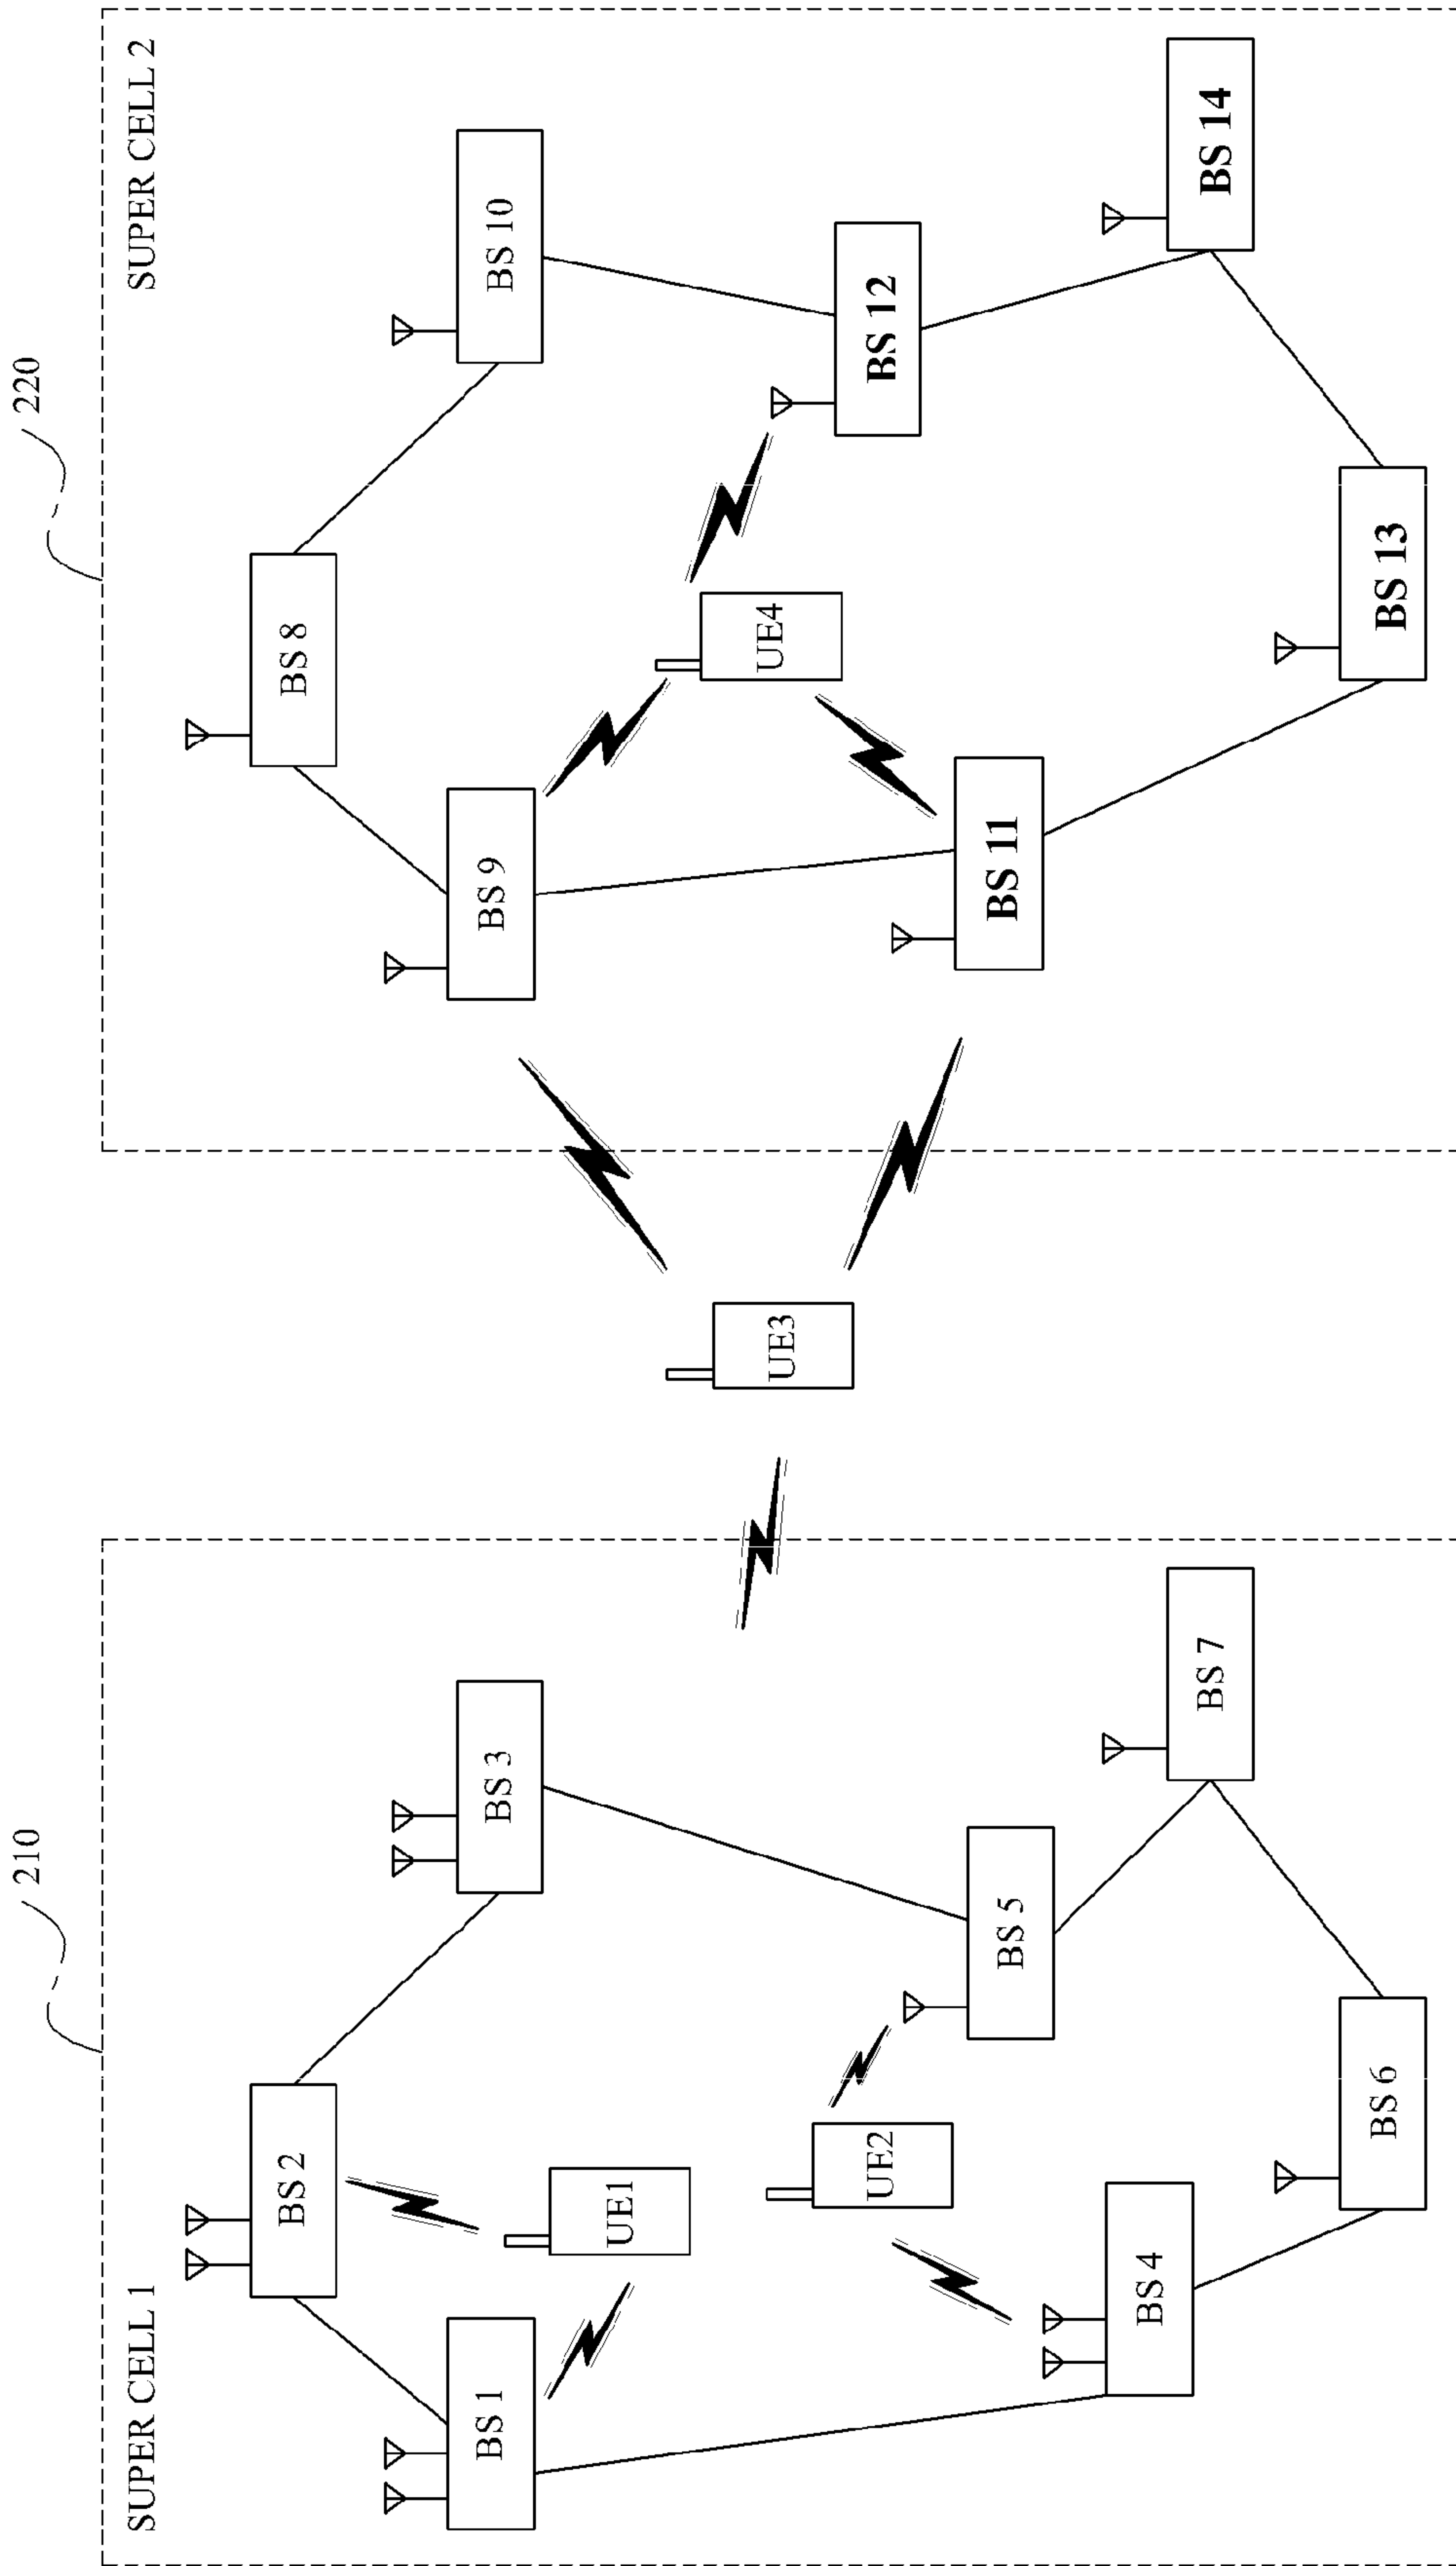 210
220
SUPER CELL 1
SUPER CELL 2
BS 2
BS 8
BS 1
BS 3
BS 9
BS 10
UE1
UE2
UE3
UE4
BS 12
BS 5
BS 11
BS 4
BS 7
BS 14
BS 6
BS 13